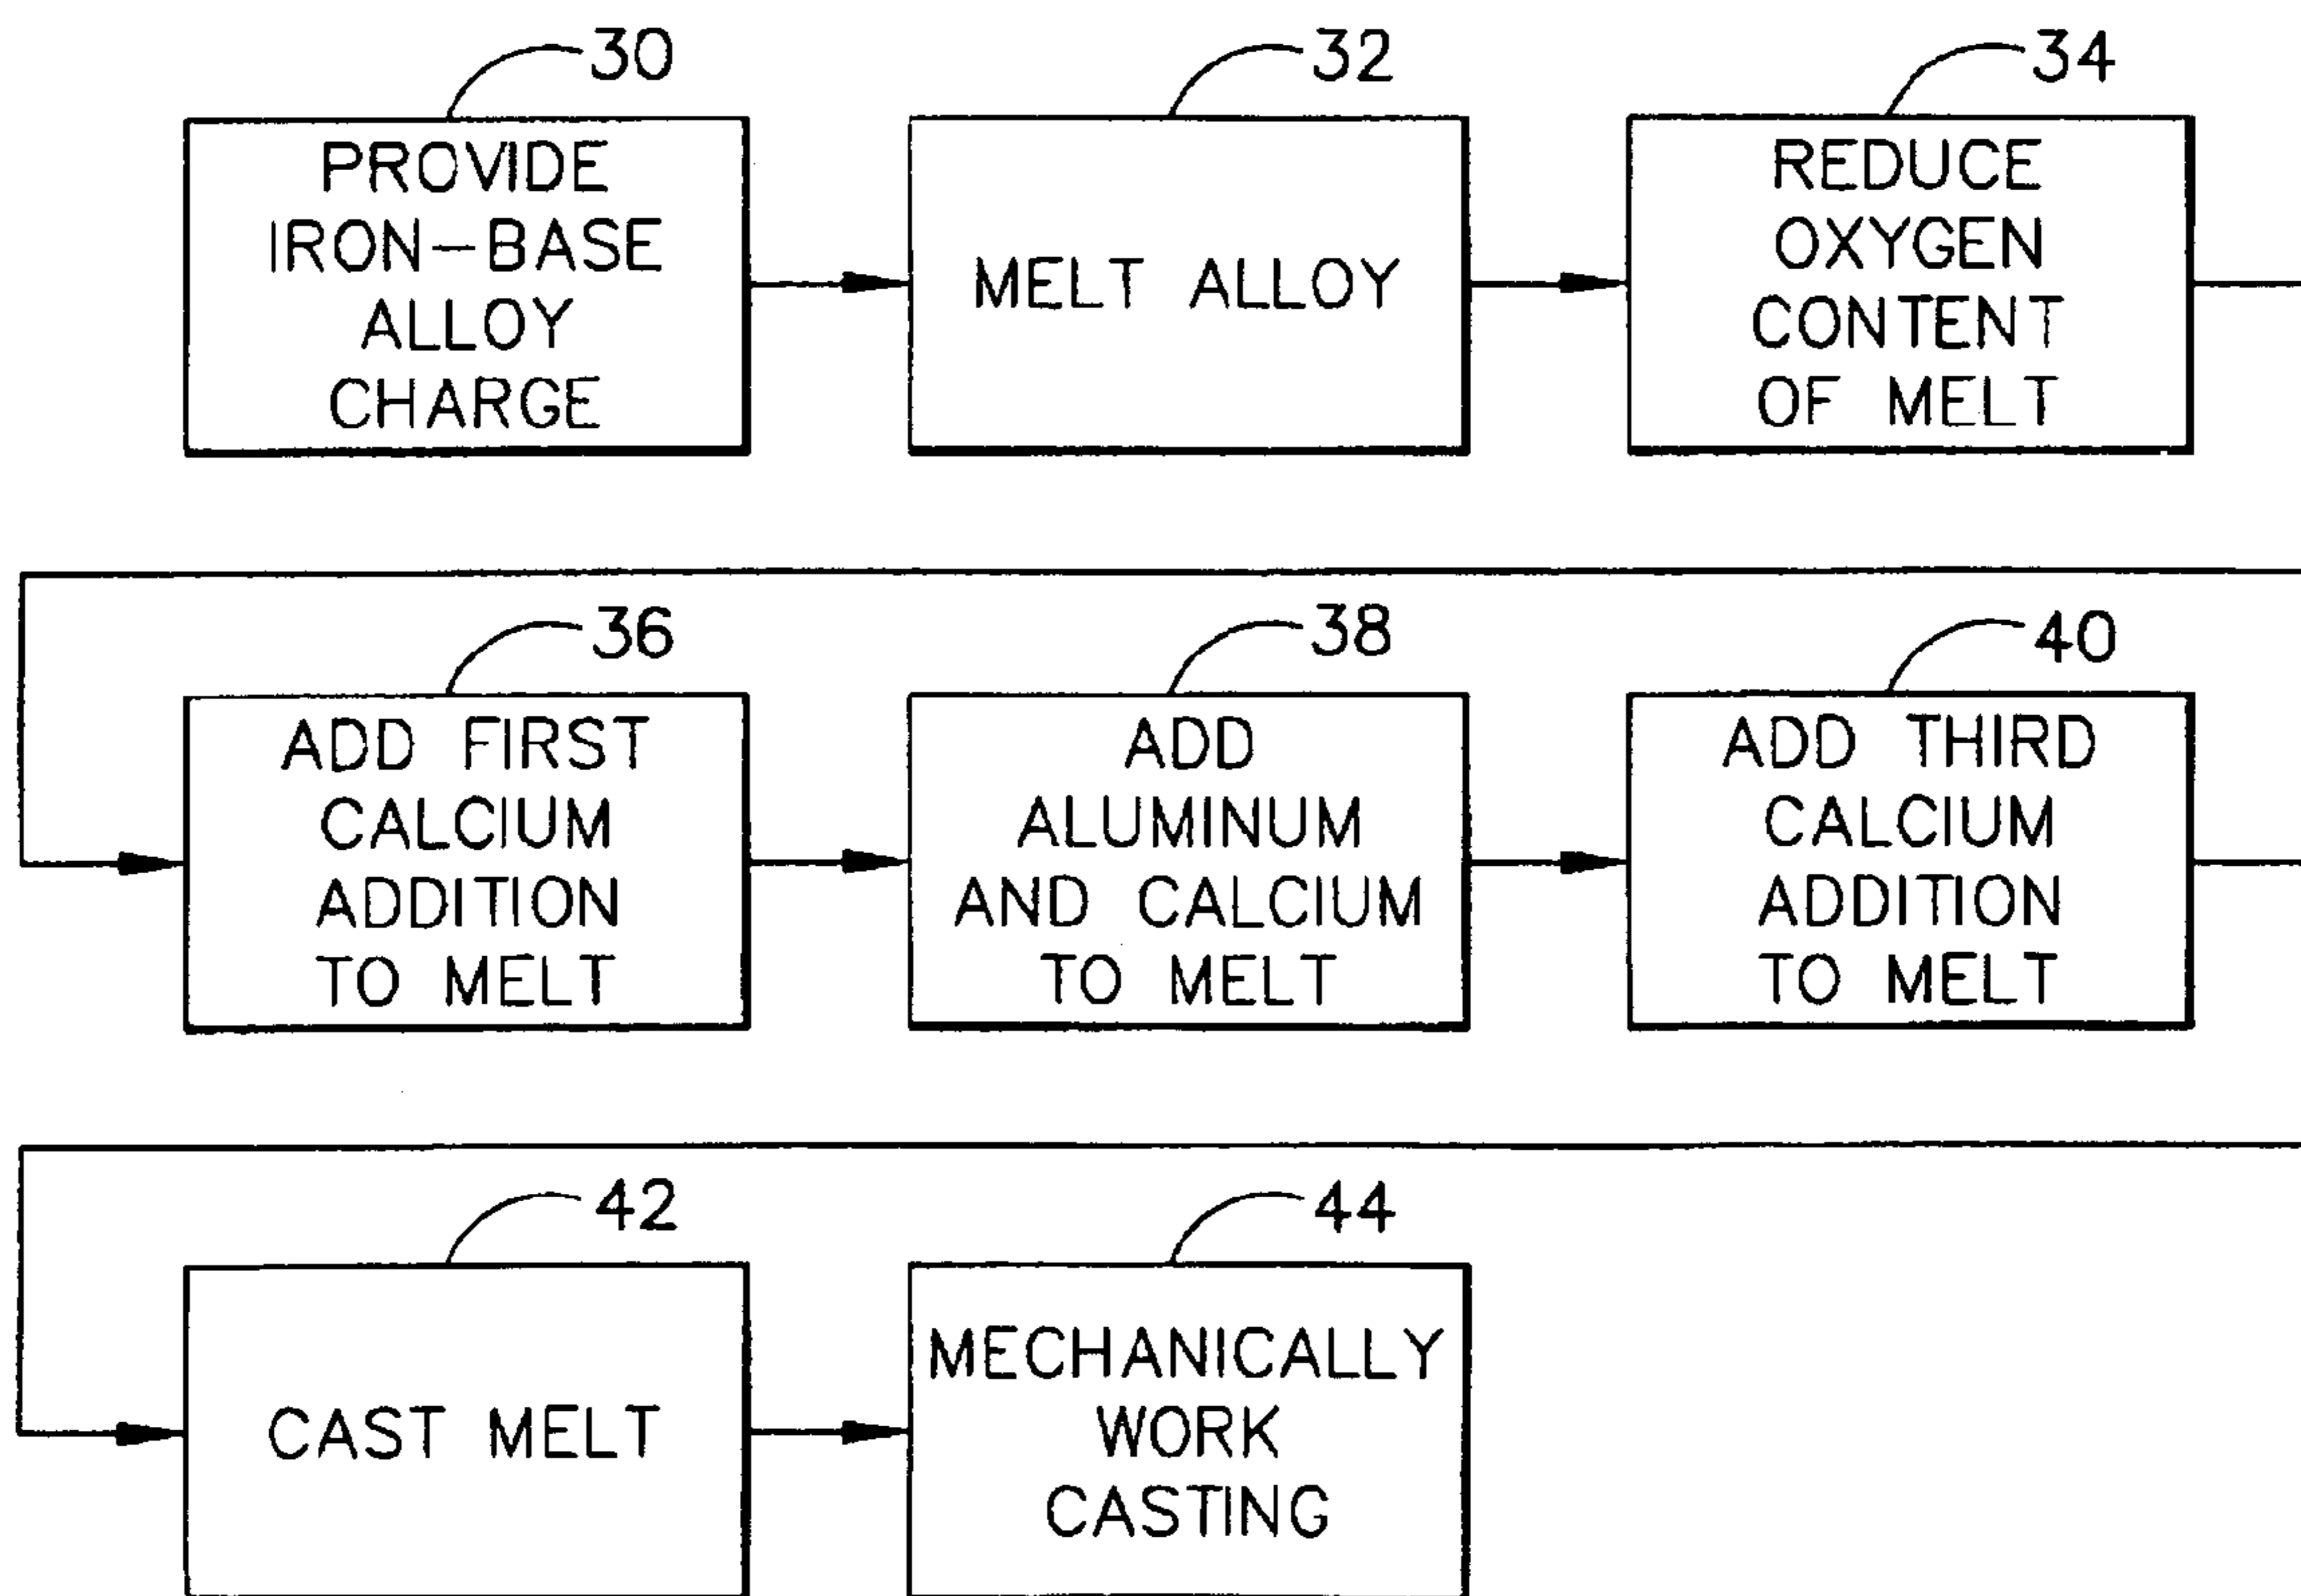 30
PROVIDE
IRON-BASE
ALLOY
CHARGE
32
MELT ALLOY
34
REDUCE
OXYGEN
CONTENT
OF MELT
36
ADD FIRST
CALCIUM
ADDITION
TO MELT
38
ADD
ALUMINUM
AND CALCIUM
TO MELT
40
ADD THIRD
CALCIUM
ADDITION
TO MELT
42
CAST MELT
44
MECHANICALLY
WORK
CASTING